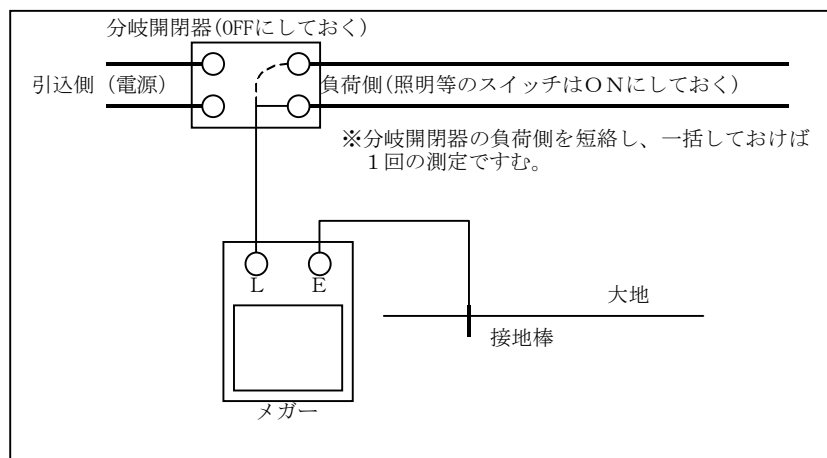 分岐開閉器(OFFにしておく)
引込側（電源）
負荷側(照明等のスイッチはＯＮにしておく)
※分岐開閉器の負荷側を短絡し、一括しておけば
１回の測定ですむ。
L
E
大地
接地棒
メガー